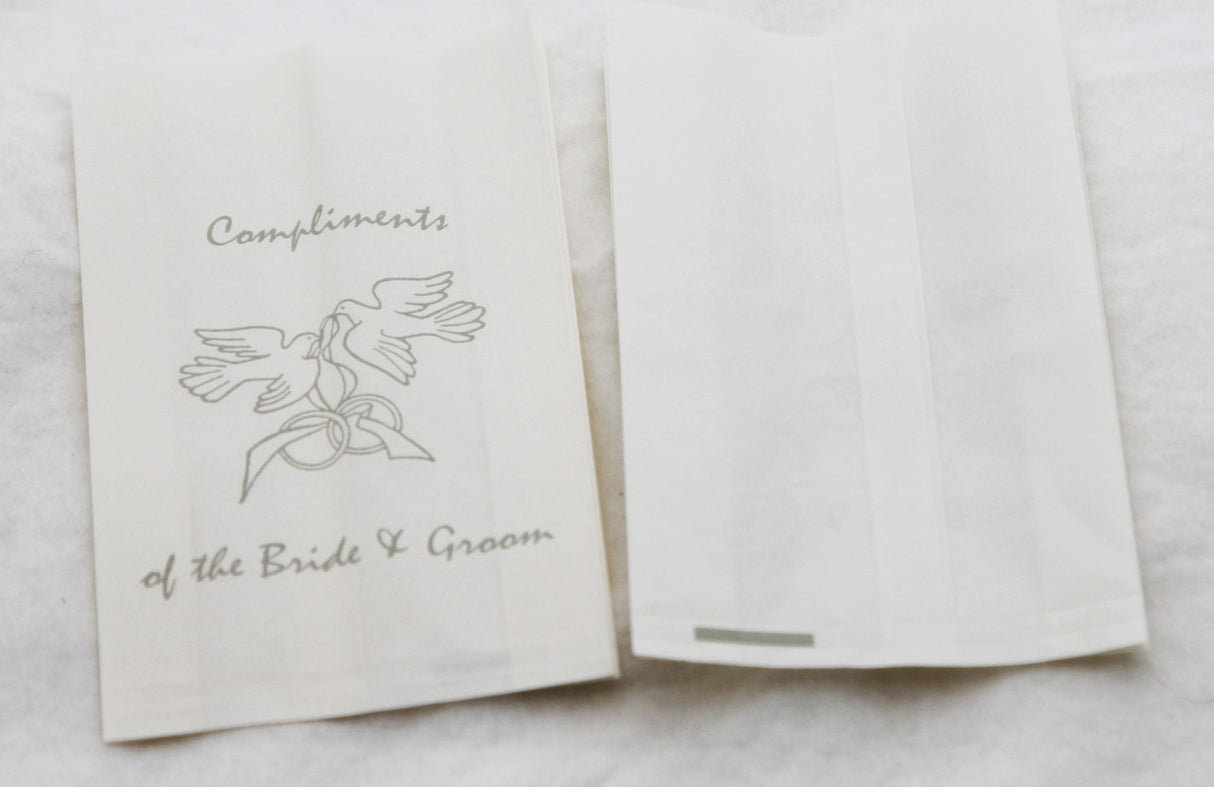 Compliments
of the Bride & Groom